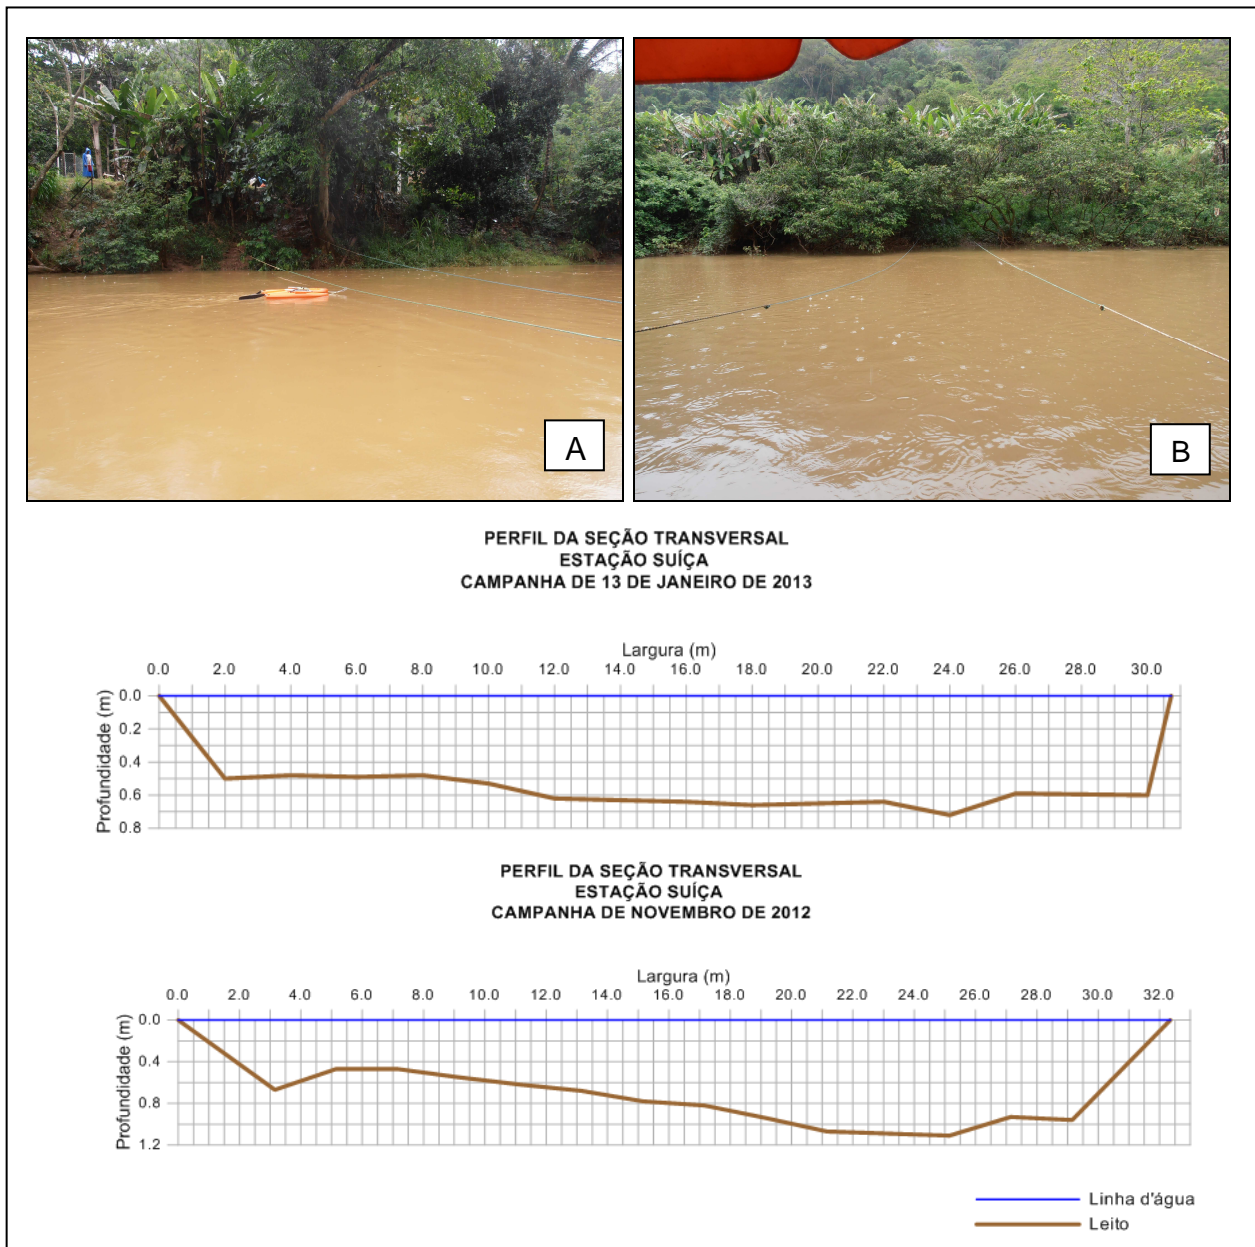 A
B
PERFIL DA SEÇÃO TRANSVERSAL
ESTAÇÃO SUÍÇA
CAMPANHA DE 13 DE JANEIRO DE 2013
Largura (m)
0.0 2.0 4.0 6.0 8.0 10.0 12.0 14.0 16.0 18.0 20.0 22.0 24.0 26.0 28.0 30.0
Profundidade (m)
0.0
0.2
0.4
0.6
0.8
PERFIL DA SEÇÃO TRANSVERSAL
ESTAÇÃO SUÍÇA
CAMPANHA DE NOVEMBRO DE 2012
Largura (m)
0.0 2.0 4.0 6.0 8.0 10.0 12.0 14.0 16.0 18.0 20.0 22.0 24.0 26.0 28.0 30.0 32.0
Profundidade (m)
0.0
0.4
0.8
1.2
Linha d'água
Leito